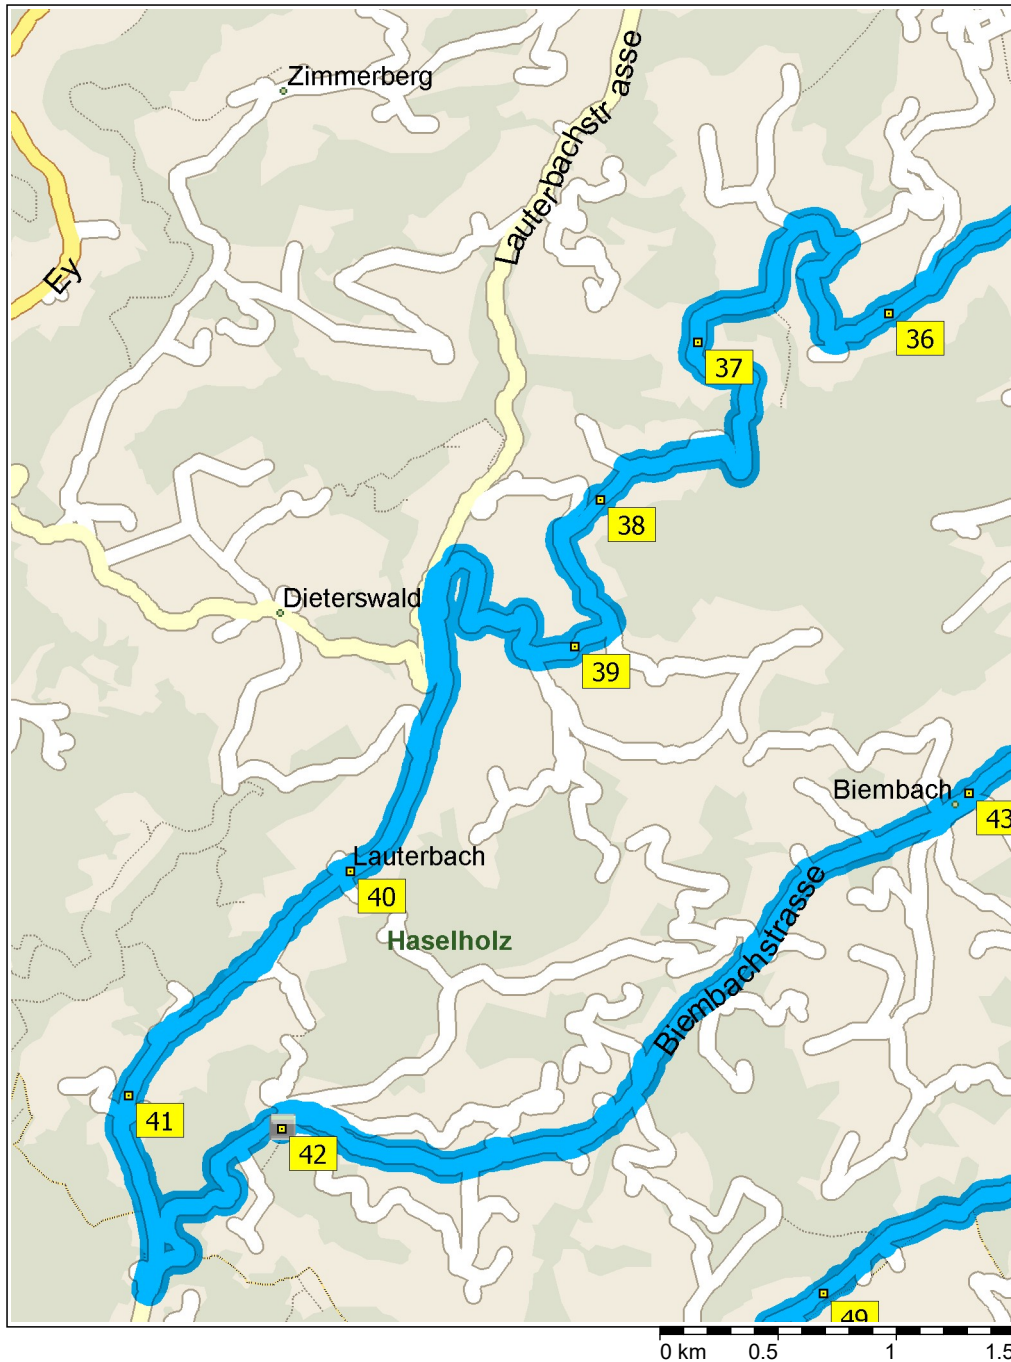 Zimmerberg
Lauterbachstr asse
Ey
36
37
38
Dieterswald
39
Biembach
43
Lauterbach
40
Haselholz
Biembachstrasse
41
42
49
0 km 0.5 1 1.5